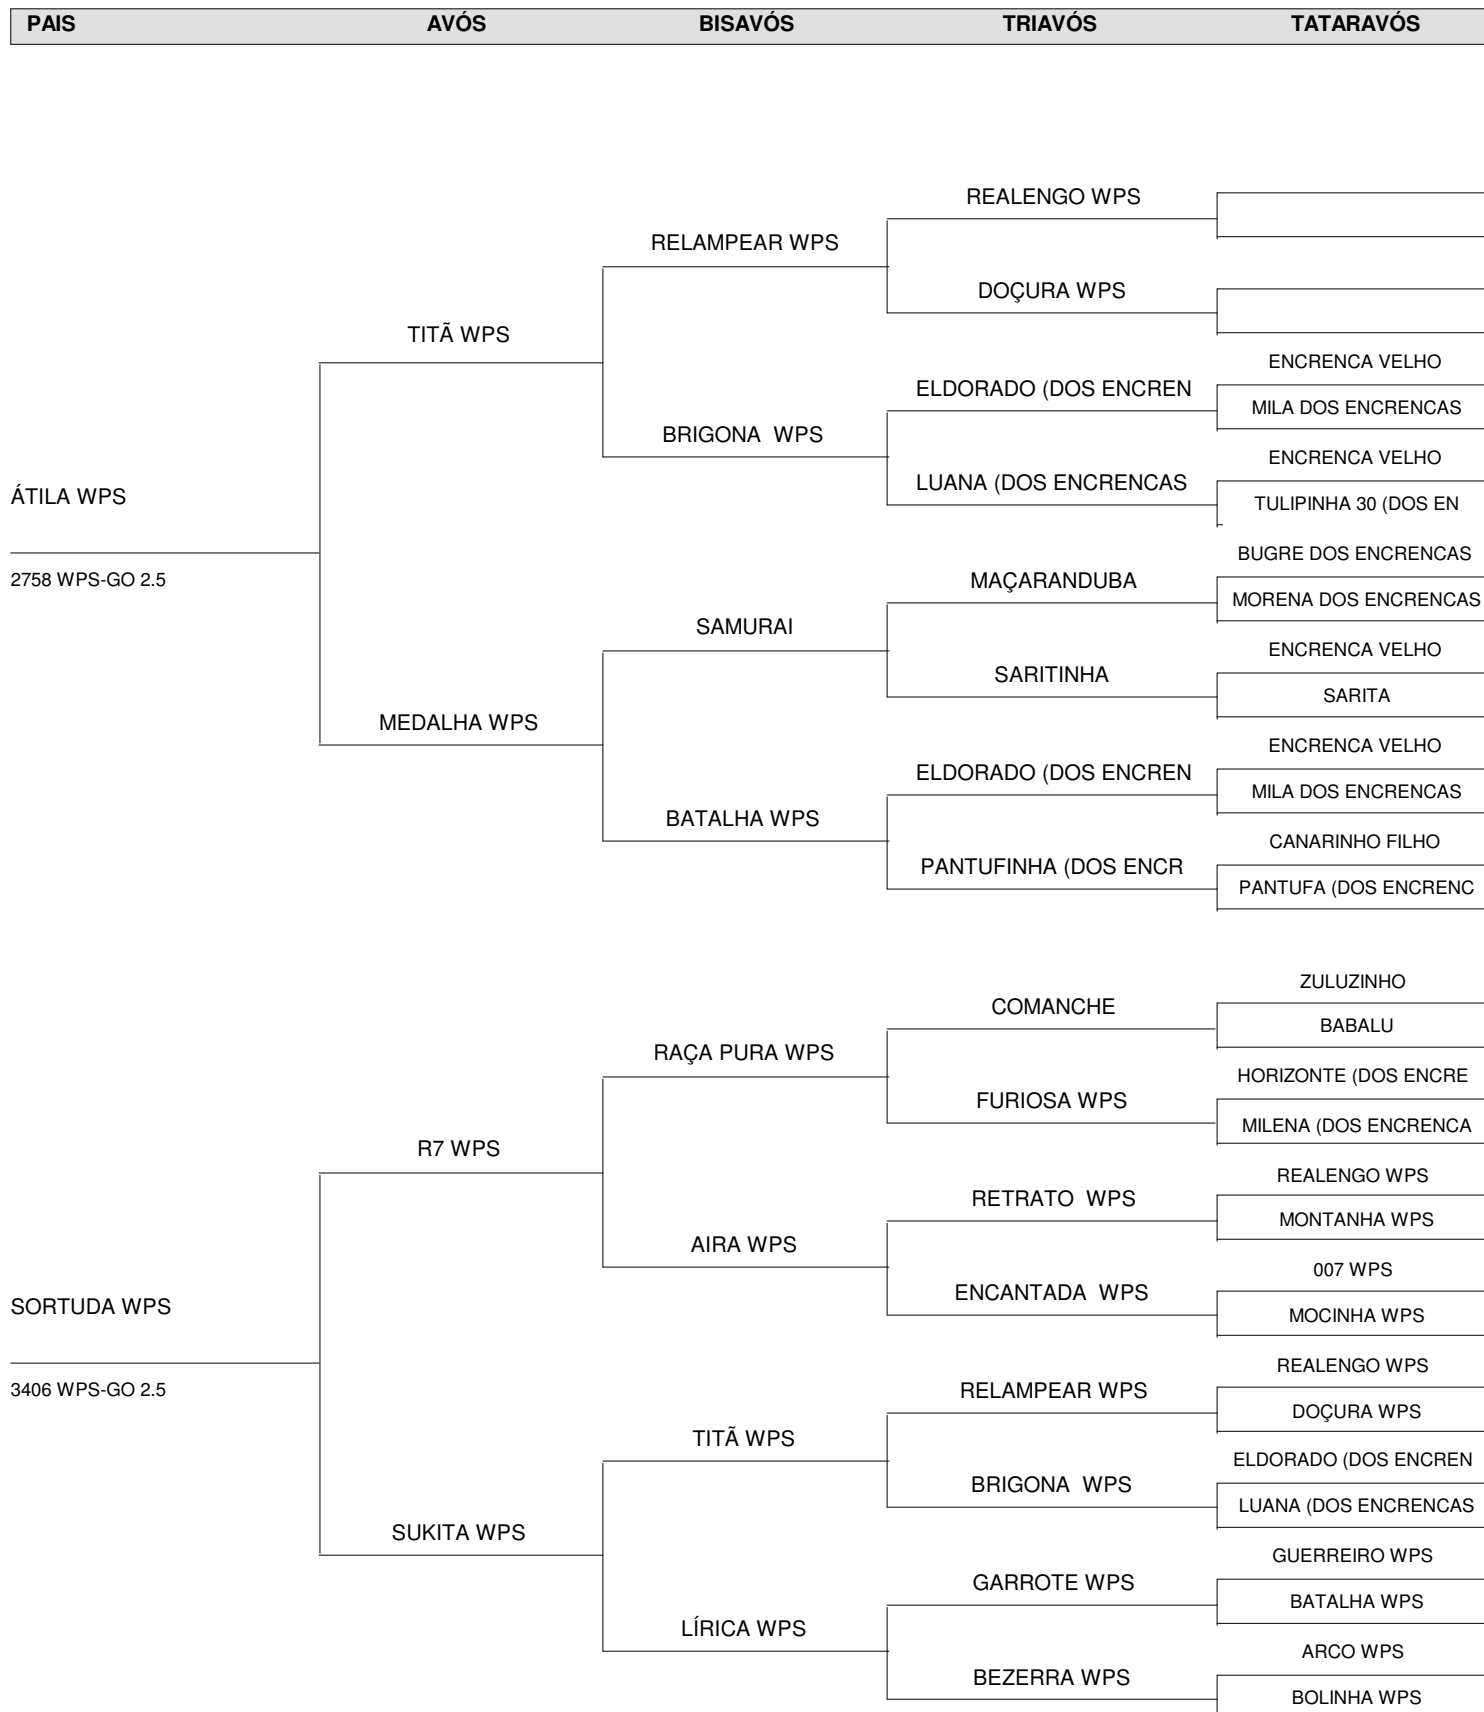 PAIS AVÓS BISAVÓS TRIAVÓS TATARAVÓS
REALENGO WPS
RELAMPEAR WPS
DOÇURA WPS
TITÃ WPS
ENCRENCA VELHO
ELDORADO (DOS ENCREN
MILA DOS ENCRENCAS
BRIGONA WPS
ENCRENCA VELHO
LUANA (DOS ENCRENCAS
ÁTILA WPS
TULIPINHA 30 (DOS EN
BUGRE DOS ENCRENCAS
2758 WPS-GO 2.5
MAÇARANDUBA
MORENA DOS ENCRENCAS
SAMURAI
ENCRENCA VELHO
SARITINHA
SARITA
MEDALHA WPS
ENCRENCA VELHO
ELDORADO (DOS ENCREN
MILA DOS ENCRENCAS
BATALHA WPS
CANARINHO FILHO
PANTUFINHA (DOS ENCR
PANTUFA (DOS ENCRENC
ZULUZINHO
COMANCHE
BABALU
RAÇA PURA WPS
HORIZONTE (DOS ENCRE
FURIOSA WPS
MILENA (DOS ENCRENCA
R7 WPS
REALENGO WPS
RETRATO WPS
MONTANHA WPS
AIRA WPS
007 WPS
ENCANTADA WPS
SORTUDA WPS
MOCINHA WPS
REALENGO WPS
3406 WPS-GO 2.5
RELAMPEAR WPS
DOÇURA WPS
TITÃ WPS
ELDORADO (DOS ENCREN
BRIGONA WPS
LUANA (DOS ENCRENCAS
SUKITA WPS
GUERREIRO WPS
GARROTE WPS
BATALHA WPS
LÍRICA WPS
ARCO WPS
BEZERRA WPS
BOLINHA WPS